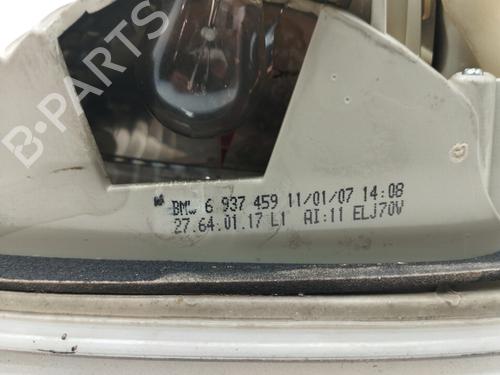 B-PARTS
BMW 6 937 459 11/01/07 14:08
27.64.01.17 L1 AI:11 ELJ70V